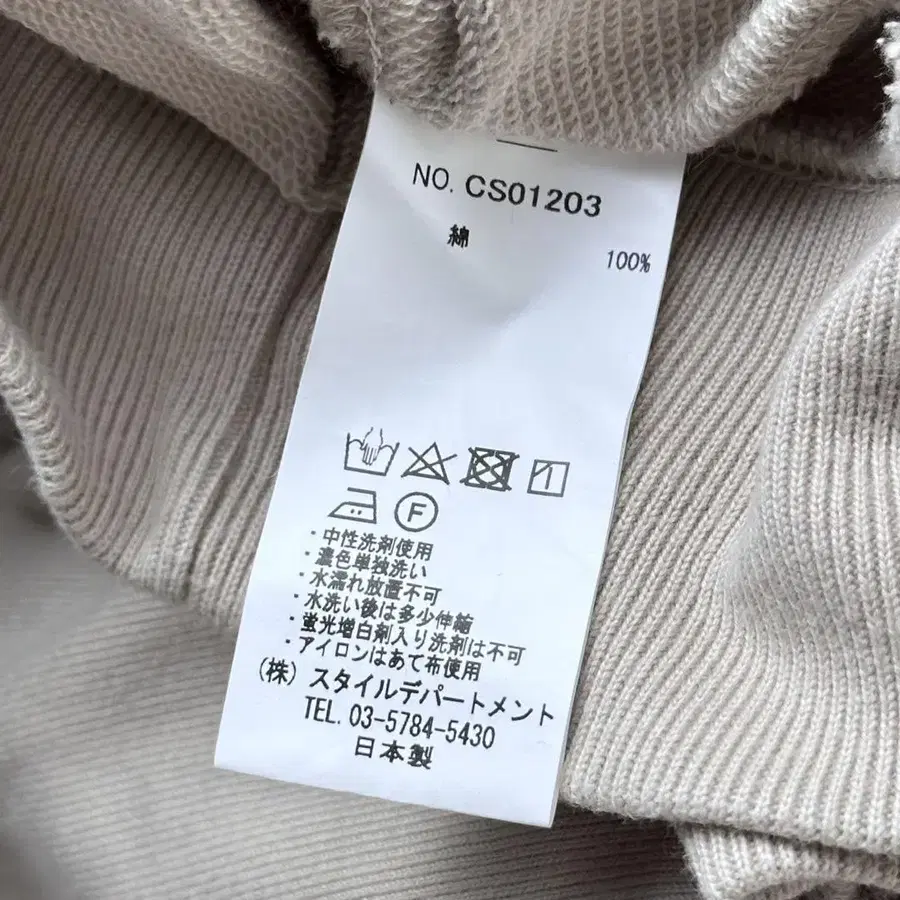 NO. CS01203
綿
100%
F
・中性洗剤使用
・濃色単独洗い
・水濡れ放置不可
・水洗い後は多少伸縮
・蛍光増白剤入り洗剤は不可
・アイロンはあて布使用
(株) スタイルデパートメント
TEL. 03-5784-5430
日本製